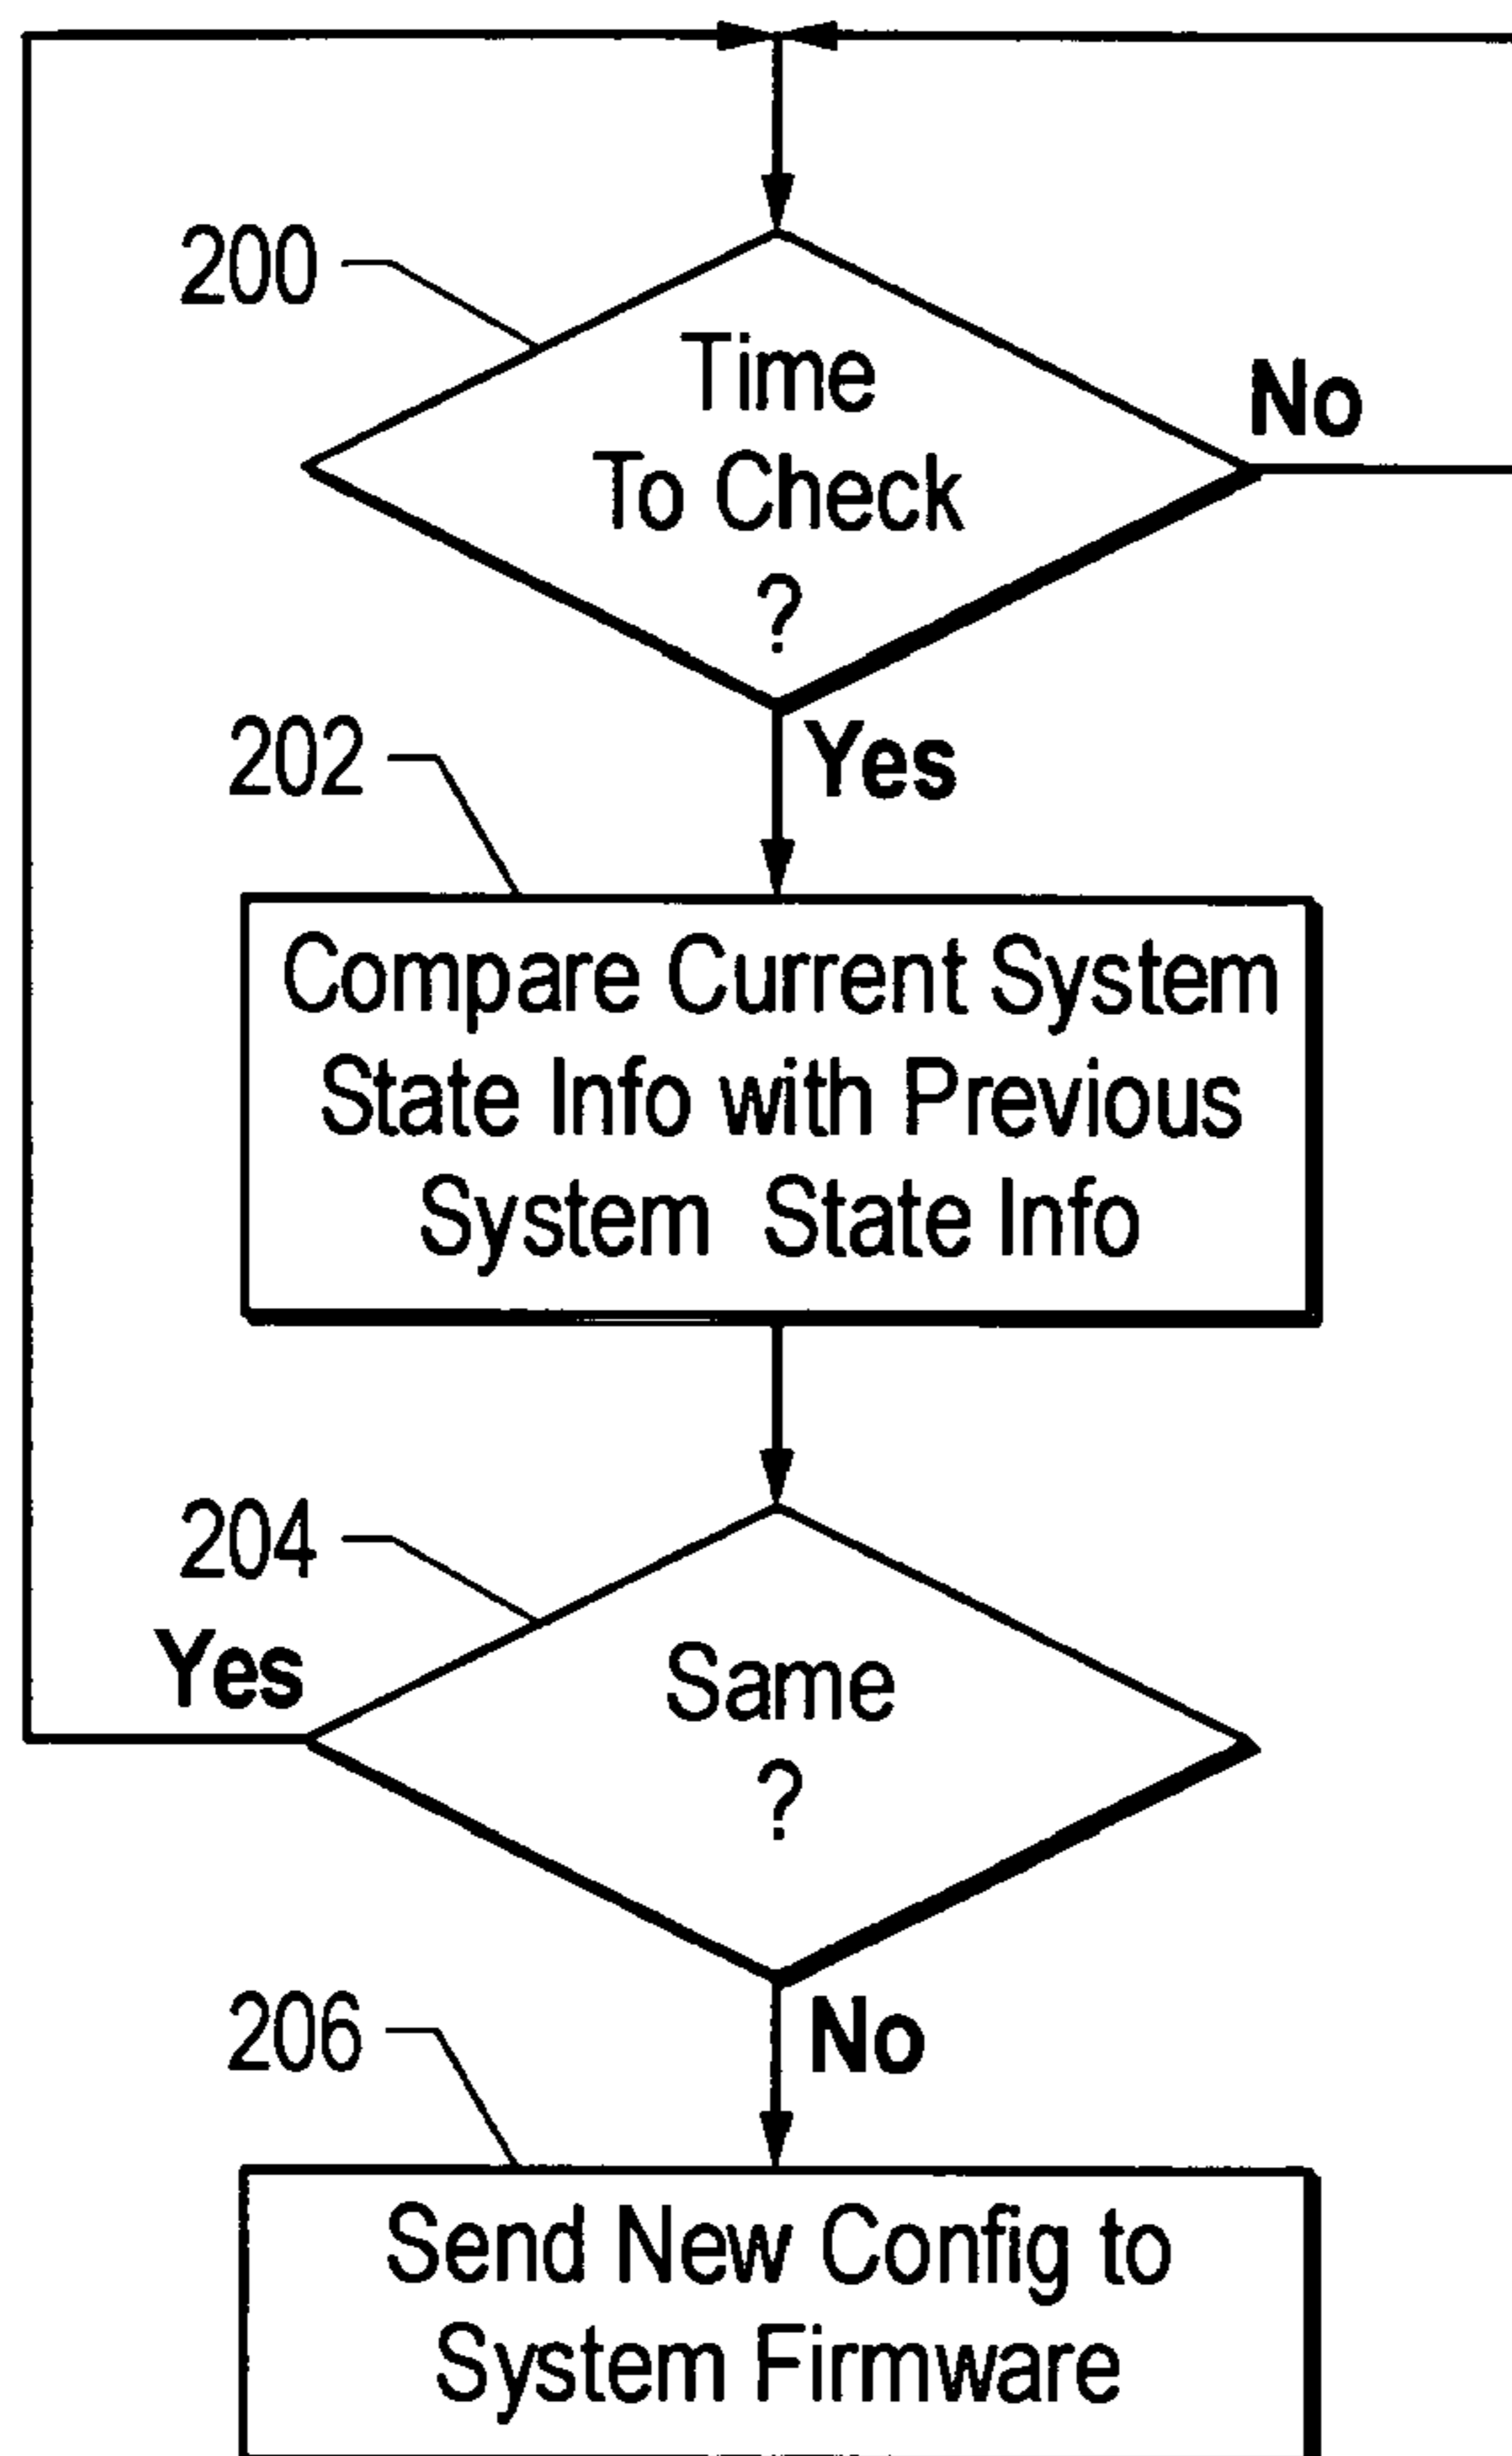 200
Time
To Check
?
No
Yes
202
Compare Current System
State Info with Previous
System State Info
204
Yes
Same
?
No
206
Send New Config to
System Firmware